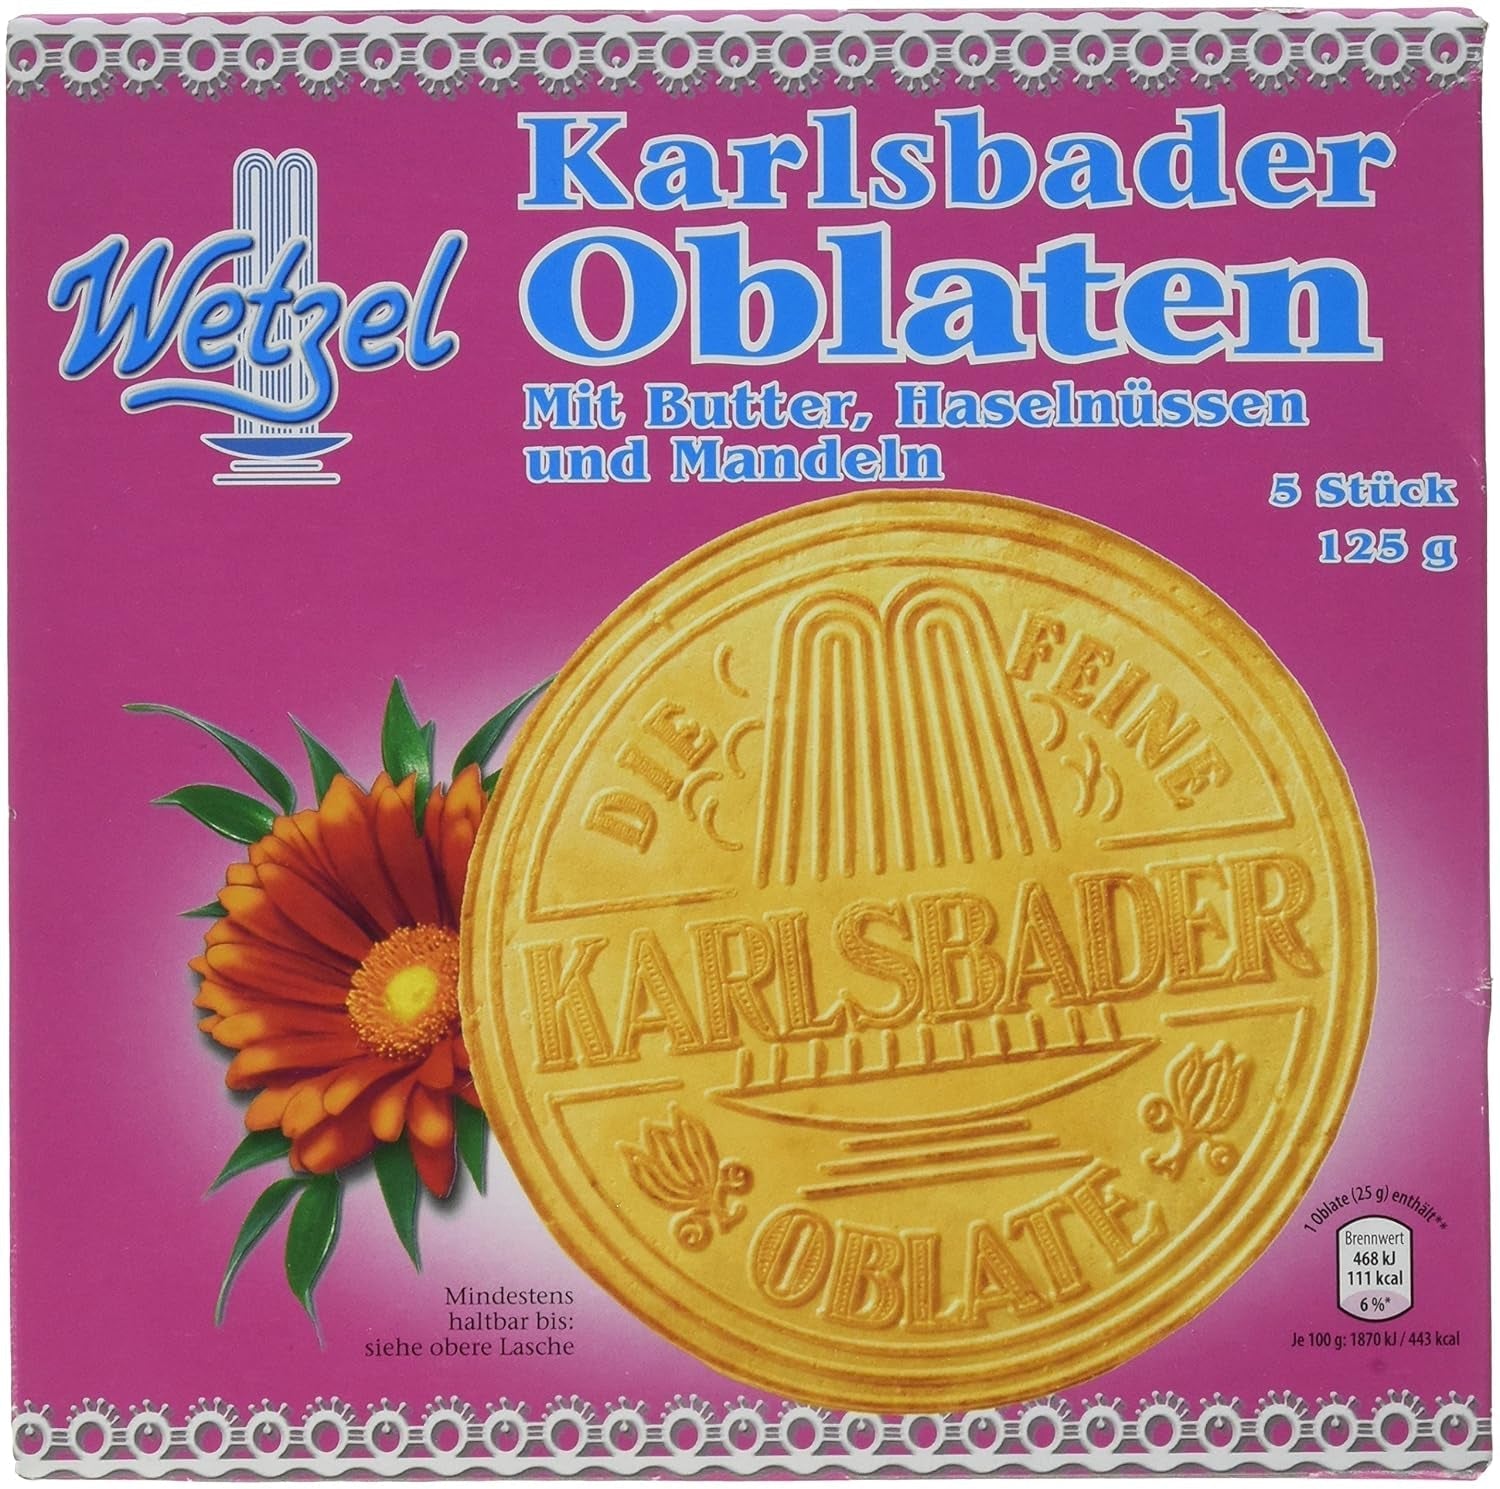 Karlsbader
Oblaten
Wetzel
Mit Butter, Haselnüssen
und Mandeln
5 Stück
125 g
DIE FEINE
KARLSBADER
OBLATE
1 Oblate (25 g) enthält**
Brennwert
468 kJ
111 kcal
6 %*
Je 100 g: 1870 kJ / 443 kcal
Mindestens
haltbar bis:
siehe obere Lasche